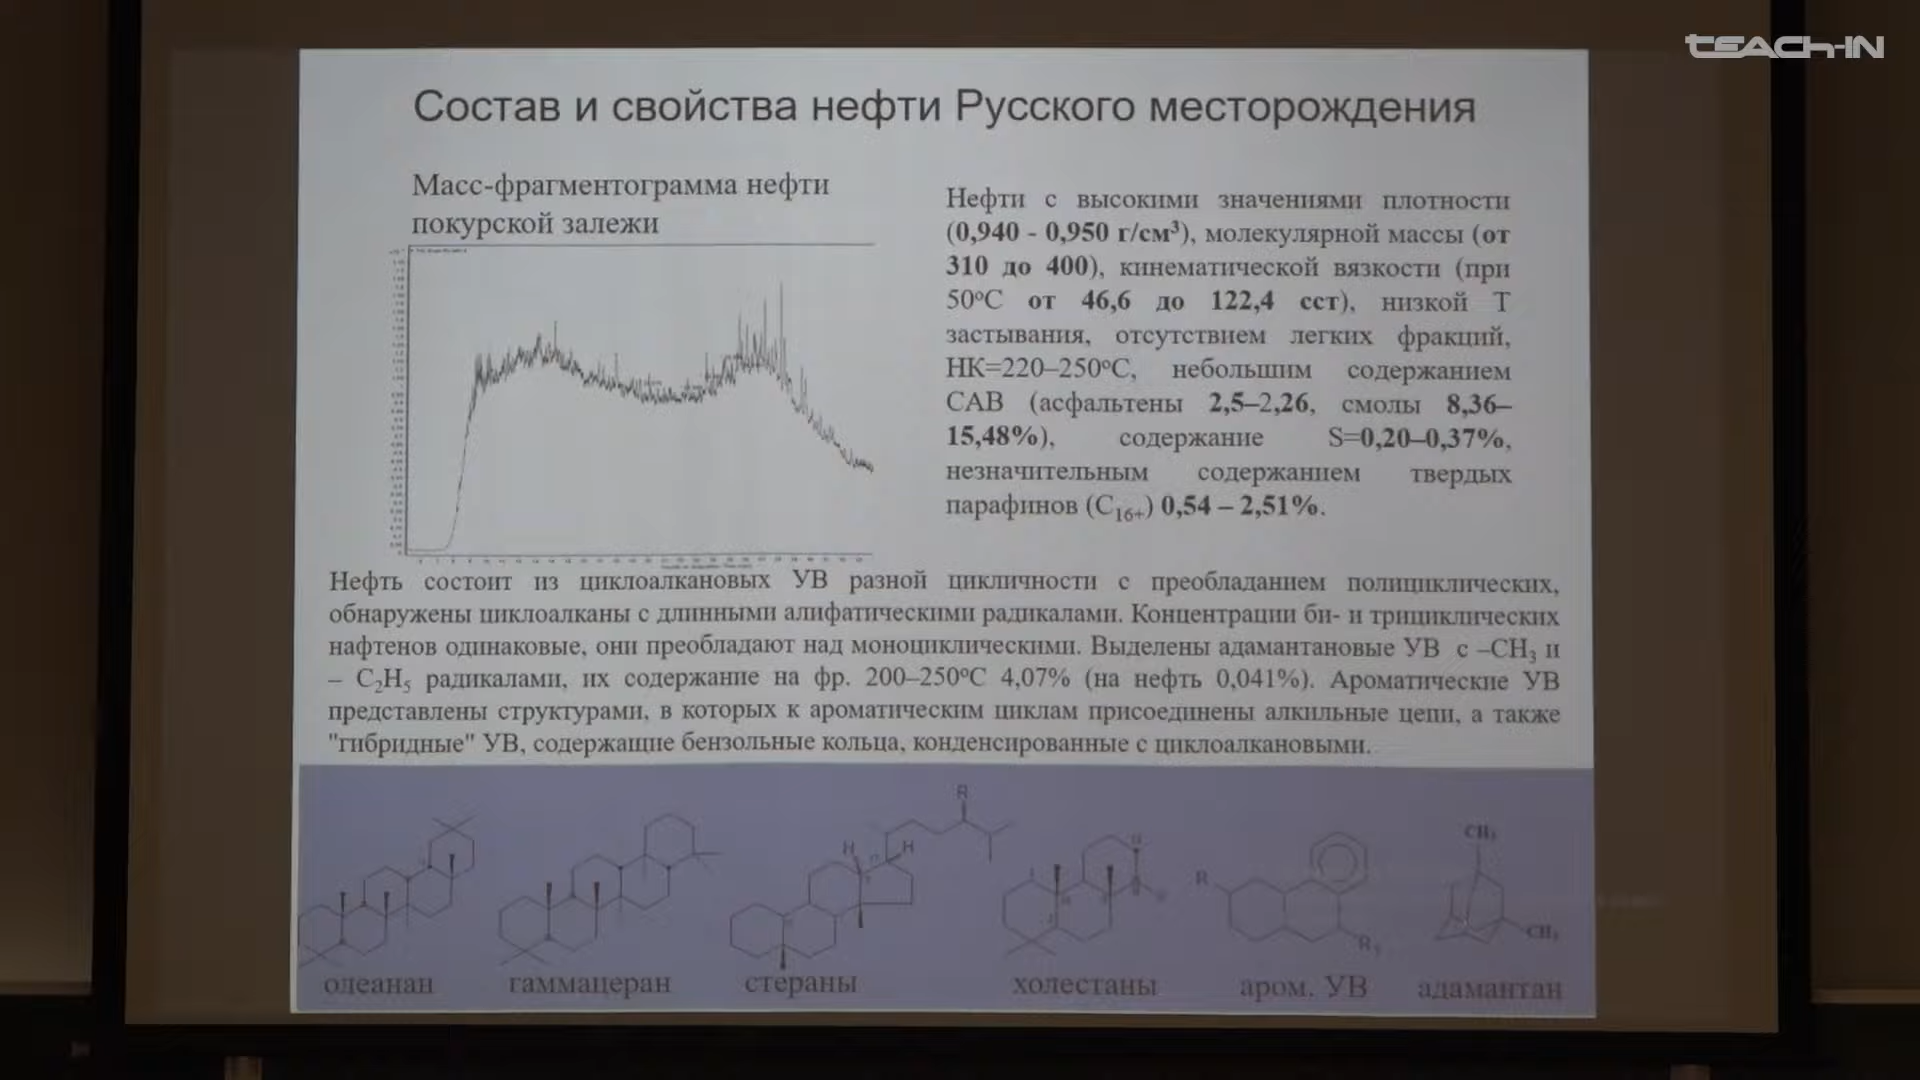 TEACh-IN
Состав и свойства нефти Русского месторождения
Масс-фрагментограмма нефти
покурской залежи
Нефти с высокими значениями плотности
(0,940 - 0,950 г/см³), молекулярной массы (от
310 до 400), кинематической вязкости (при
50ºС от 46,6 до 122,4 сст), низкой Т
застывания, отсутствием легких фракций,
НК=220–250ºС, небольшим содержанием
САВ (асфальтены 2,5–2,26, смолы 8,36–
15,48%), содержание S=0,20–0,37%,
незначительным содержанием твердых
парафинов (С₁₆₊) 0,54 – 2,51%.
Нефть состоит из циклоалкановых УВ разной цикличности с преобладанием полициклических,
обнаружены циклоалканы с длинными алифатическими радикалами. Концентрации би- и трициклических
нафтенов одинаковые, они преобладают над моноциклическими. Выделены адамантановые УВ с –СН₃ и
– С₂Н₅ радикалами, их содержание на фр. 200–250ºС 4,07% (на нефть 0,041%). Ароматические УВ
представлены структурами, в которых к ароматическим циклам присоединены алкильные цепи, а также
"гибридные" УВ, содержащие бензольные кольца, конденсированные с циклоалкановыми.
R
H H
R
R₁
CH₃
CH₃
олеанан гаммацеран стераны холестаны аром. УВ адамантан